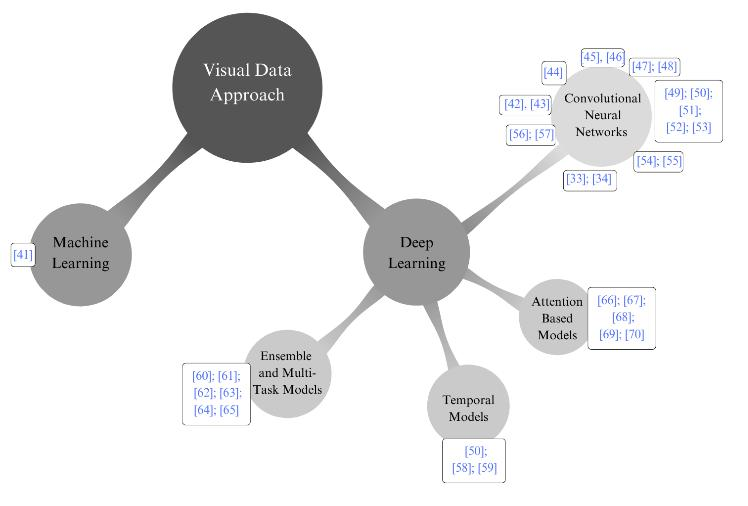 Visual Data
Approach
Machine
Learning
[41]
Deep
Learning
Convolutional
Neural
Networks
45], [46]
[44]
[47]; [48]
[42], [43]
[49]; [50];
[51];
[52]; [53]
[56]; [57]
[54]; [55]
[33]; [34]
Attention
Based
Models
[66]; [67];
[68];
[69]; [70]
Ensemble
and Multi-
Task Models
[60]; [61];
[62]; [63];
[64]; [65]
Temporal
Models
[50];
[58]; [59]